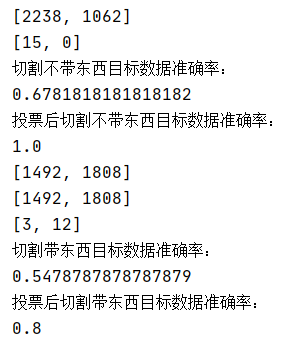 [2238, 1062]
[15, 0]
切割不带东西目标数据准确率：
0.6781818181818182
投票后切割不带东西目标数据准确率：
1.0
[1492, 1808]
[1492, 1808]
[3, 12]
切割带东西目标数据准确率：
0.5478787878787879
投票后切割带东西目标数据准确率：
0.8